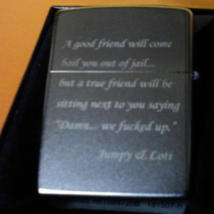 A good friend will come
bail you out of jail...
but a true friend will be
sitting next to you saying
"Damn... we fucked up."
Jumpy & Loti